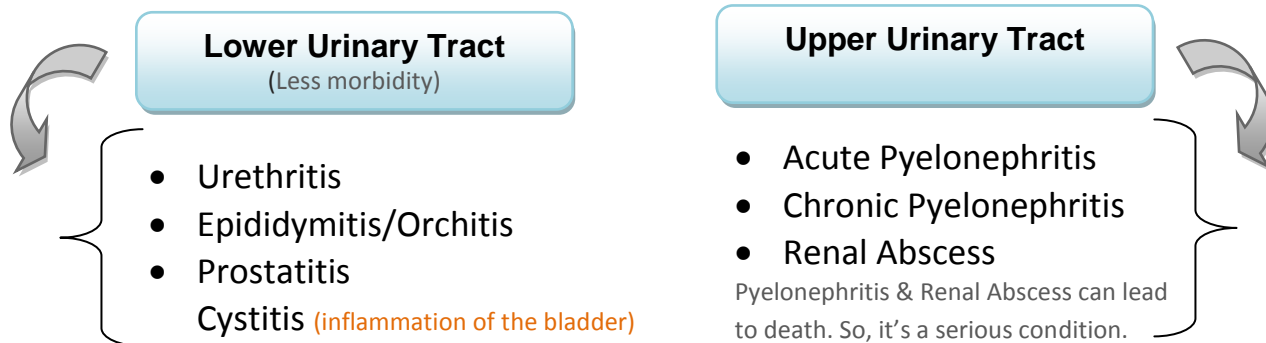 Lower Urinary Tract
(Less morbidity)
• Urethritis
• Epididymitis/Orchitis
• Prostatitis
Cystitis (inflammation of the bladder)
Upper Urinary Tract
• Acute Pyelonephritis
• Chronic Pyelonephritis
• Renal Abscess
Pyelonephritis & Renal Abscess can lead
to death. So, it’s a serious condition.